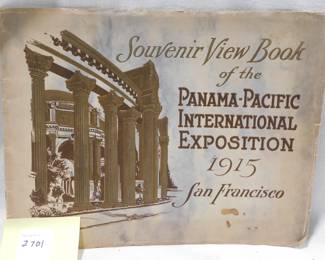 Souvenir View Book
of the
PANAMA-PACIFIC
INTERNATIONAL
EXPOSITION
1915
San Francisco
2701